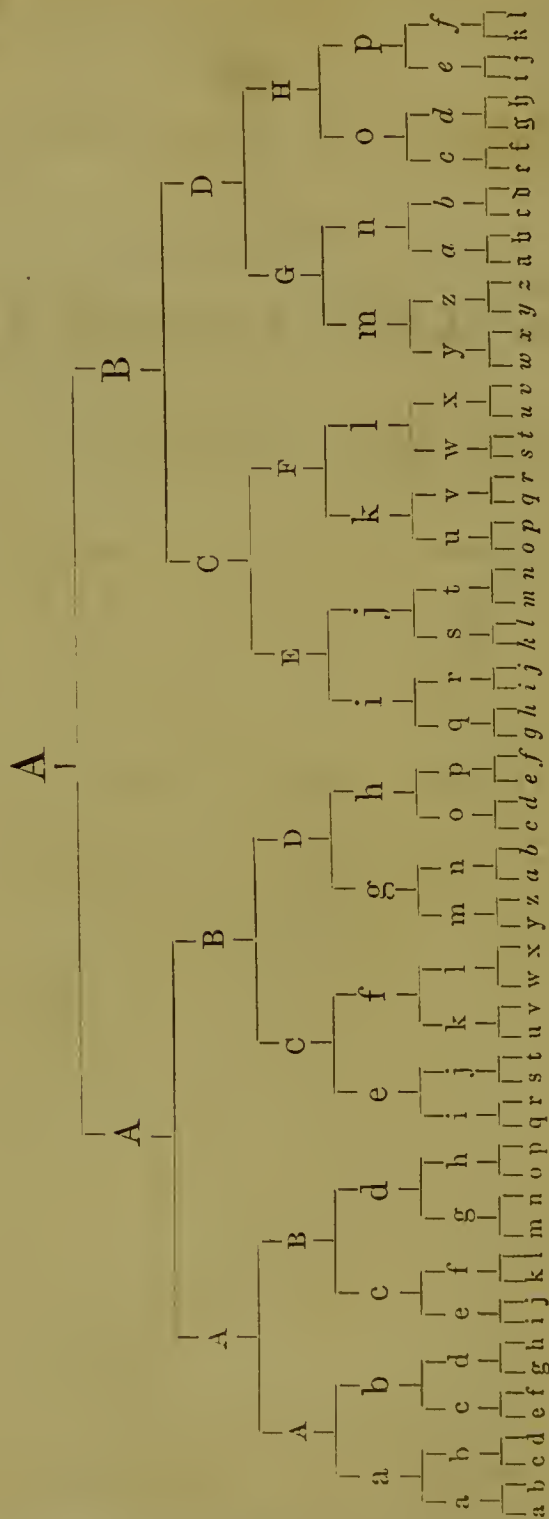 A
A B
A B C D
A B C D E F G H
a b c d e f g h i j k l m n o p
a b c d e f g h i j k l m n o p q r s t u v w x y z a b c d e f
a b c d e f g h i j k l m n o p q r s t u v w x y z a b c d e f g h i j k l m n o p q r s t u v w x y z a b c d e f g h i j k l